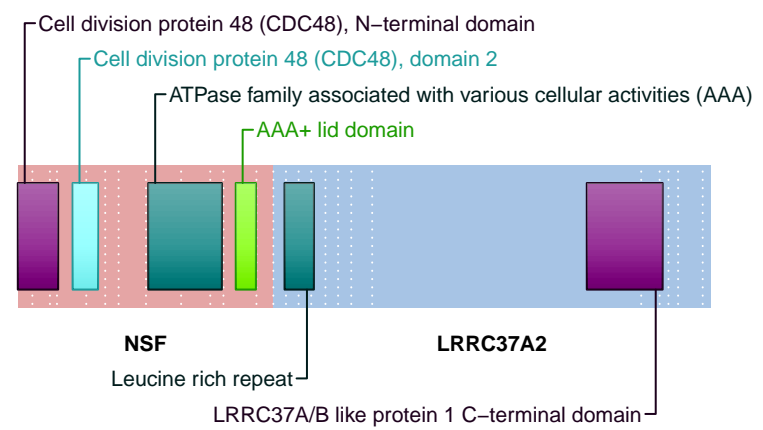 Cell division protein 48 (CDC48), N−terminal domain
Cell division protein 48 (CDC48), domain 2
ATPase family associated with various cellular activities (AAA)
AAA+ lid domain
NSF
LRRC37A2
Leucine rich repeat
LRRC37A/B like protein 1 C−terminal domain